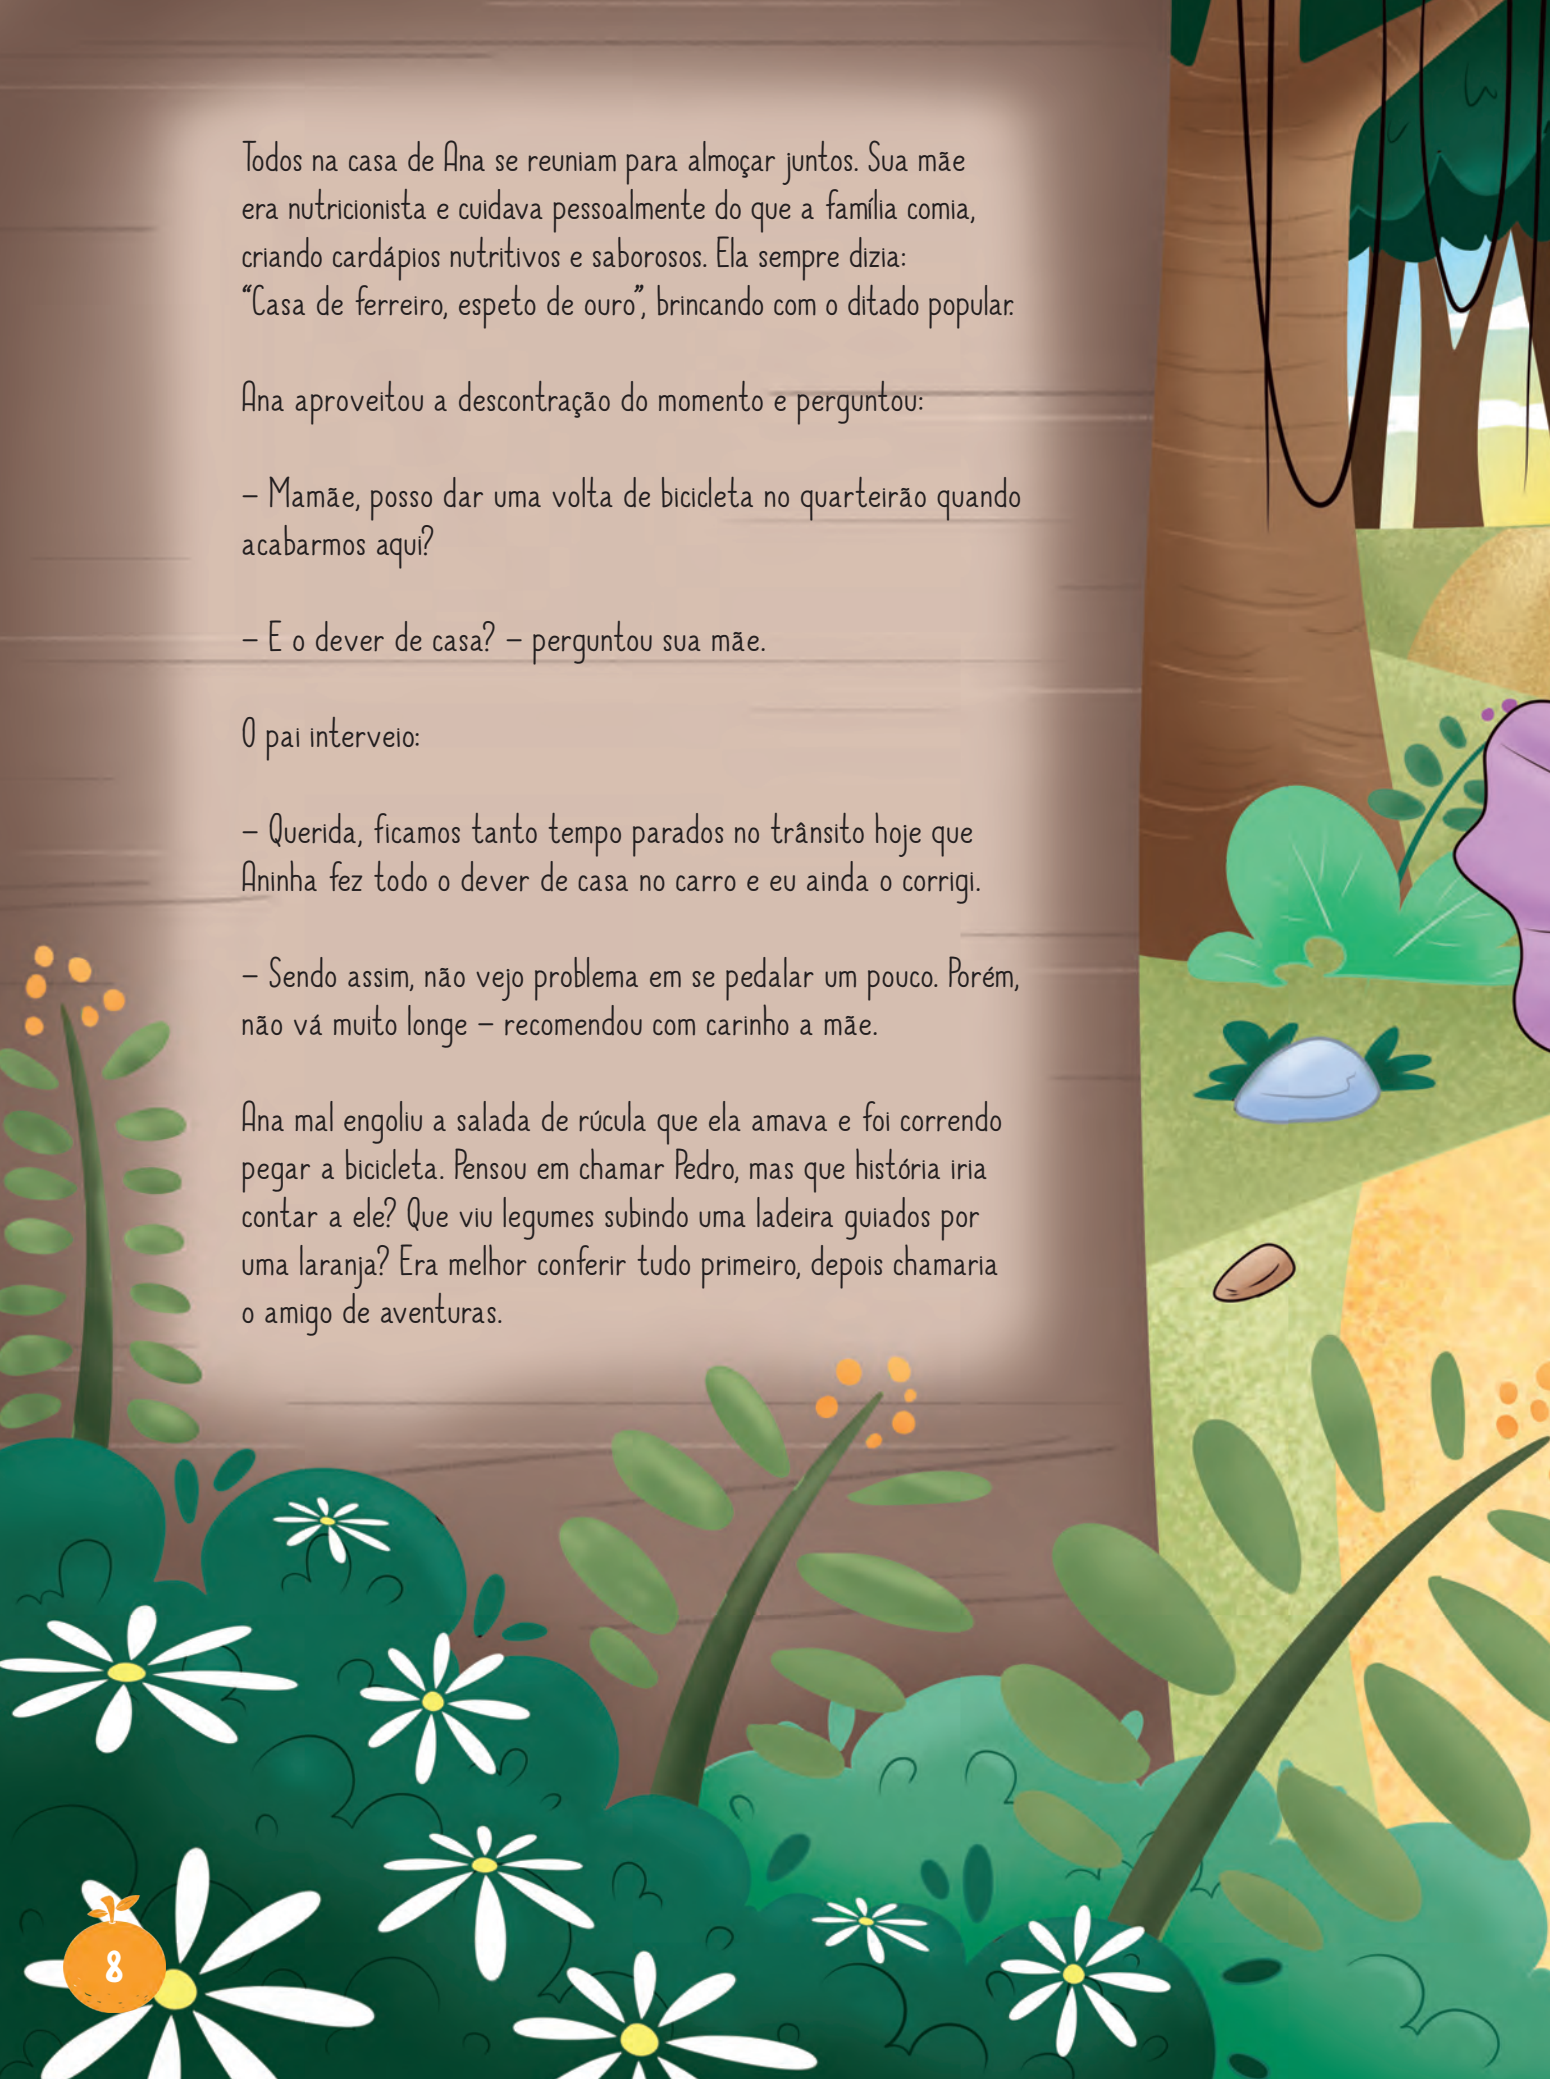 Todos na casa de Ana se reuniam para almoçar juntos. Sua mãe
era nutricionista e cuidava pessoalmente do que a família comia,
criando cardápios nutritivos e saborosos. Ela sempre dizia:
“Casa de ferreiro, espeto de ouro”, brincando com o ditado popular.
Ana aproveitou a descontração do momento e perguntou:
– Mamãe, posso dar uma volta de bicicleta no quarteirão quando
acabarmos aqui?
– E o dever de casa? – perguntou sua mãe.
O pai interveio:
– Querida, ficamos tanto tempo parados no trânsito hoje que
Aninha fez todo o dever de casa no carro e eu ainda o corrigi.
– Sendo assim, não vejo problema em se pedalar um pouco. Porém,
não vá muito longe – recomendou com carinho a mãe.
Ana mal engoliu a salada de rúcula que ela amava e foi correndo
pegar a bicicleta. Pensou em chamar Pedro, mas que história iria
contar a ele? Que viu legumes subindo uma ladeira guiados por
uma laranja? Era melhor conferir tudo primeiro, depois chamaria
o amigo de aventuras.
8